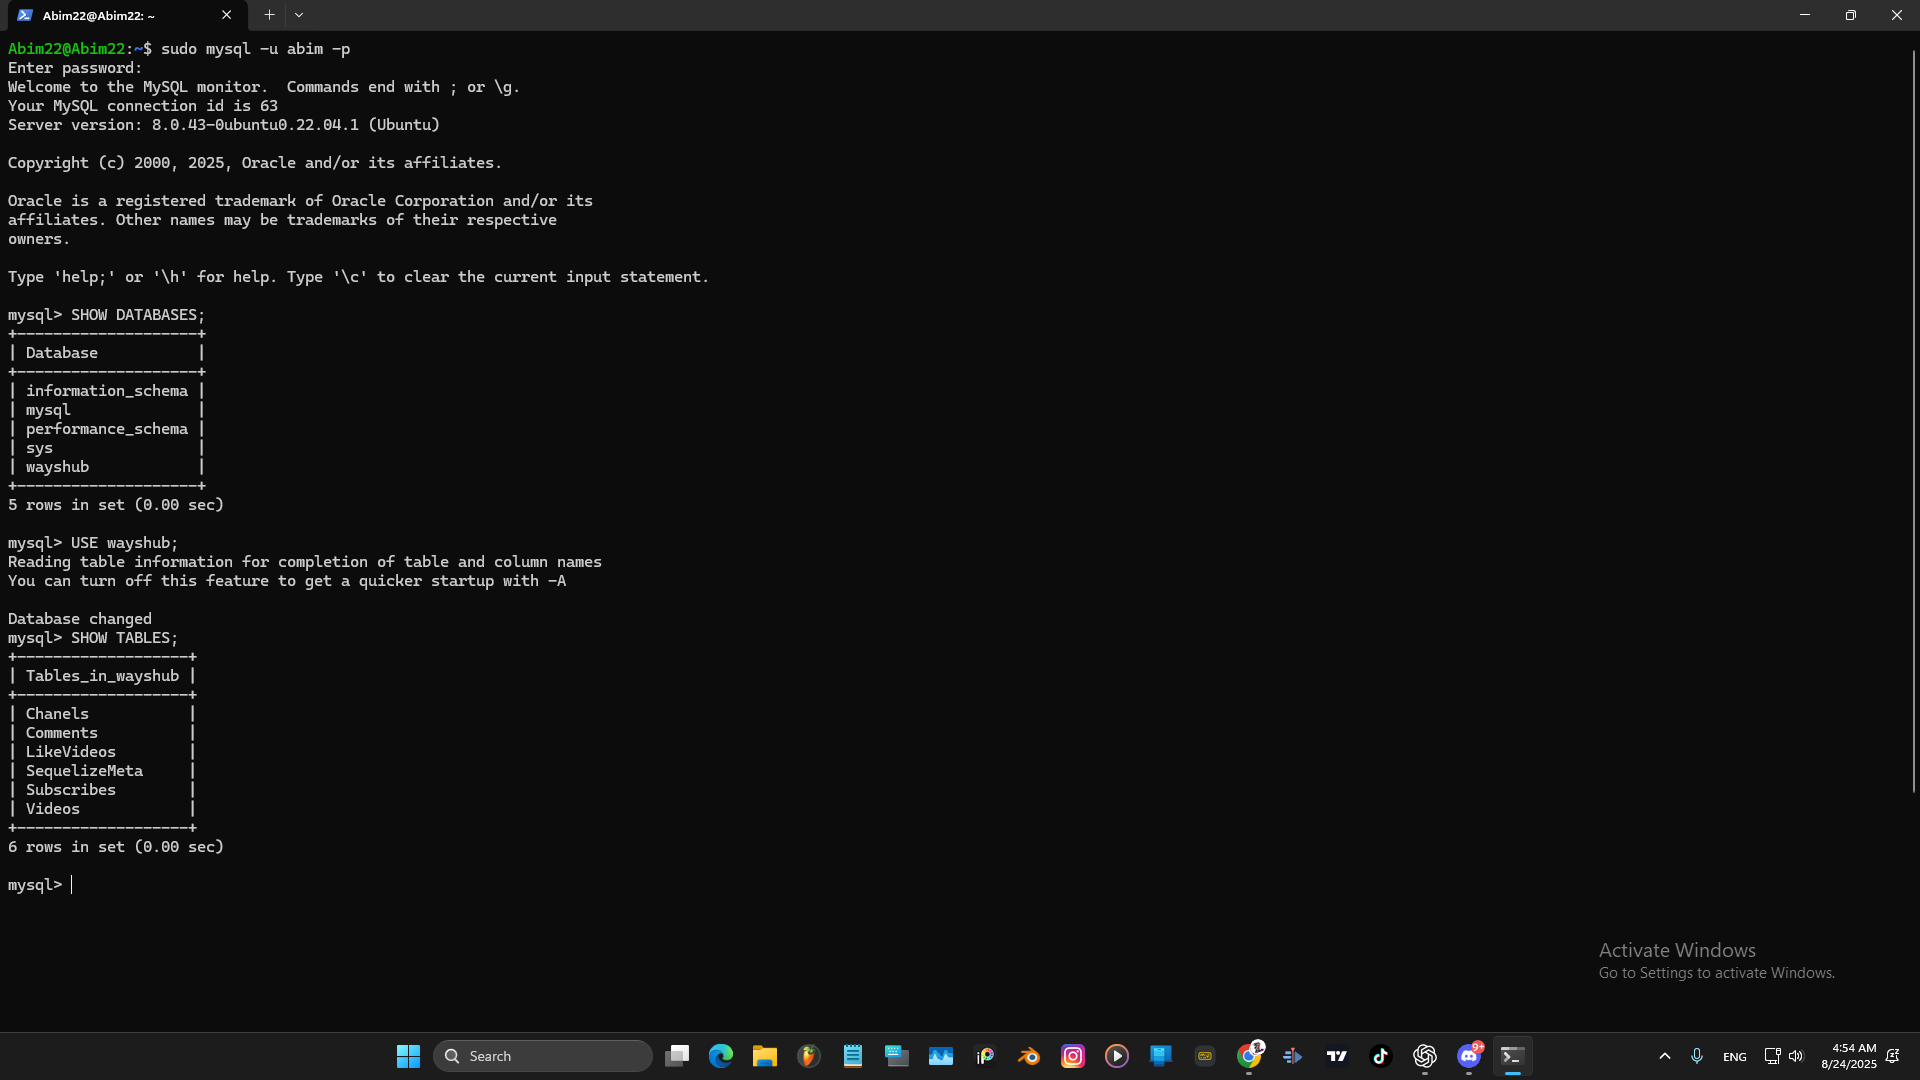 Abim22@Abim22: ~
Abim22@Abim22:~$ sudo mysql -u abim -p
Enter password:
Welcome to the MySQL monitor.  Commands end with ; or \g.
Your MySQL connection id is 63
Server version: 8.0.43-0ubuntu0.22.04.1 (Ubuntu)
Copyright (c) 2000, 2025, Oracle and/or its affiliates.
Oracle is a registered trademark of Oracle Corporation and/or its
affiliates. Other names may be trademarks of their respective
owners.
Type 'help;' or '\h' for help. Type '\c' to clear the current input statement.
mysql> SHOW DATABASES;
+--------------------+
| Database           |
+--------------------+
| information_schema |
| mysql              |
| performance_schema |
| sys                |
| wayshub            |
+--------------------+
5 rows in set (0.00 sec)
mysql> USE wayshub;
Reading table information for completion of table and column names
You can turn off this feature to get a quicker startup with -A
Database changed
mysql> SHOW TABLES;
+-------------------+
| Tables_in_wayshub |
+-------------------+
| Chanels           |
| Comments          |
| LikeVideos        |
| SequelizeMeta     |
| Subscribes        |
| Videos            |
+-------------------+
6 rows in set (0.00 sec)
mysql>
Activate Windows
Go to Settings to activate Windows.
Search
9+
ENG
4:54 AM
8/24/2025